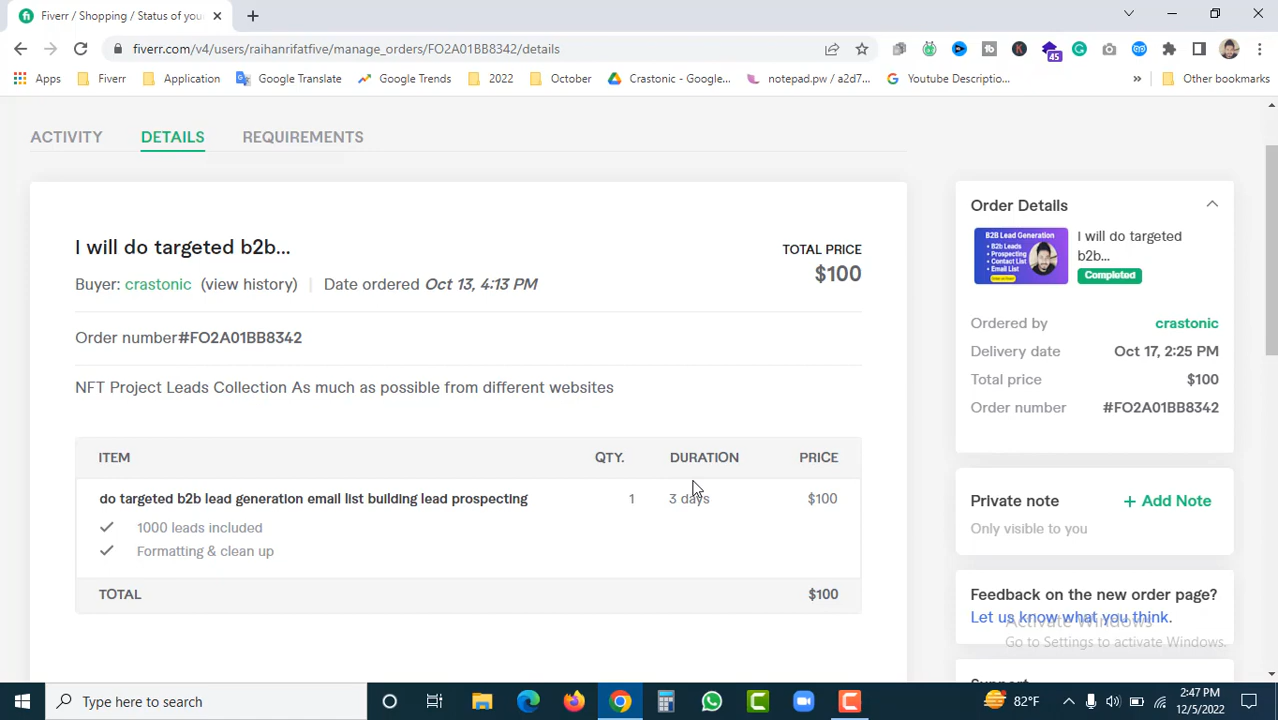 Fiverr / Shopping / Status of you
fiverr.com/v4/users/raihanrifatfive/manage_orders/FO2A01BB8342/details
45
Apps Fiverr Application Google Translate Google Trends 2022 October Crastonic - Google... notepad.pw / a2d7... Youtube Descriptio... » Other bookmarks
ACTIVITY DETAILS REQUIREMENTS
I will do targeted b2b...
TOTAL PRICE
$100
Buyer: crastonic (view history) | Date ordered Oct 13, 4:13 PM
Order number#FO2A01BB8342
NFT Project Leads Collection As much as possible from different websites
ITEM QTY. DURATION PRICE
do targeted b2b lead generation email list building lead prospecting 1 3 days $100
1000 leads included
Formatting & clean up
TOTAL $100
Order Details
B2B Lead Generation
• B2B Leads
• Prospecting
• Contact List
• Email List
I will do targeted
b2b...
Completed
Ordered by crastonic
Delivery date Oct 17, 2:25 PM
Total price $100
Order number #FO2A01BB8342
Private note + Add Note
Only visible to you
Feedback on the new order page?
Let us know what you think.
Activate Windows
Go to Settings to activate Windows.
Support
Type here to search
82°F
2:47 PM
12/5/2022